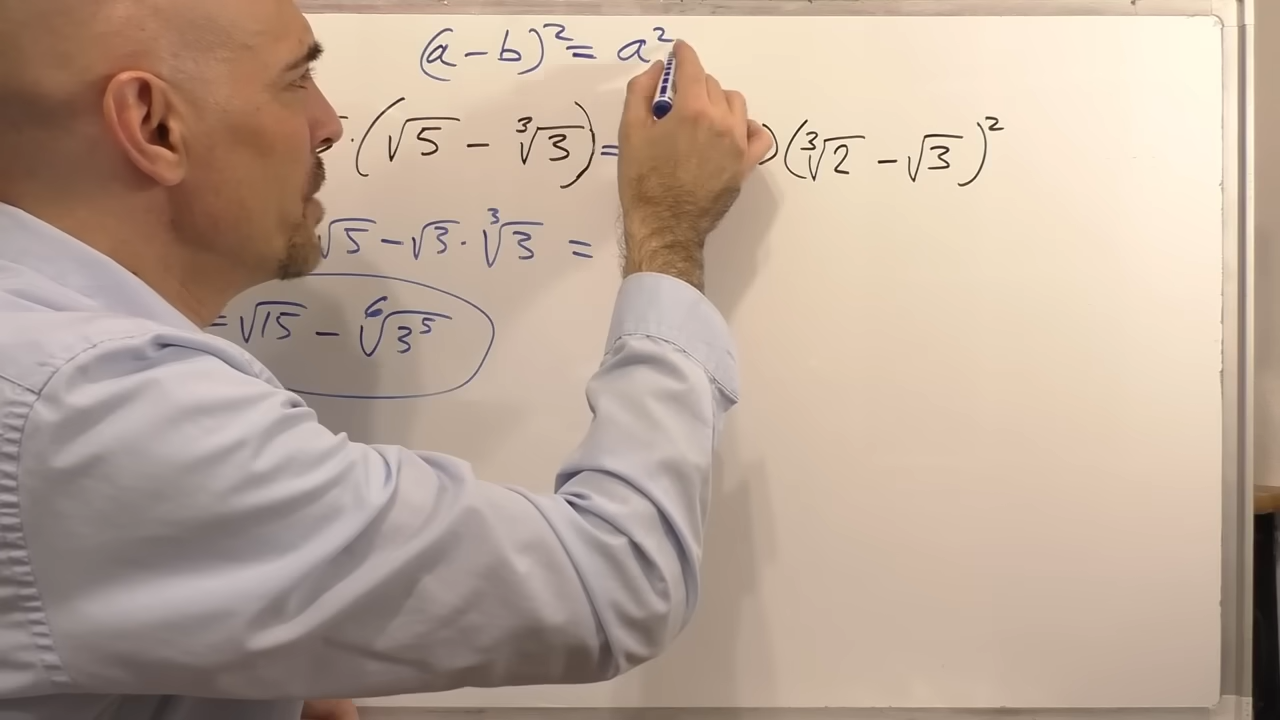 (a - b)² = a²
· (√5 - ∛3) = ) (∛2 - √3)²
√5 - √3 · ∛3 =
= √15 - ⁶√3⁵